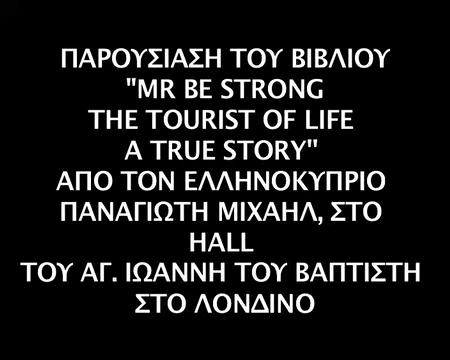 ΠΑΡΟΥΣΙΑΣΗ ΤΟΥ ΒΙΒΛΙΟΥ
"MR BE STRONG
THE TOURIST OF LIFE
A TRUE STORY"
ΑΠΟ ΤΟΝ ΕΛΛΗΝΟΚΥΠΡΙΟ
ΠΑΝΑΓΙΩΤΗ ΜΙΧΑΗΛ, ΣΤΟ
HALL
ΤΟΥ ΑΓ. ΙΩΑΝΝΗ ΤΟΥ ΒΑΠΤΙΣΤΗ
ΣΤΟ ΛΟΝΔΙΝΟ